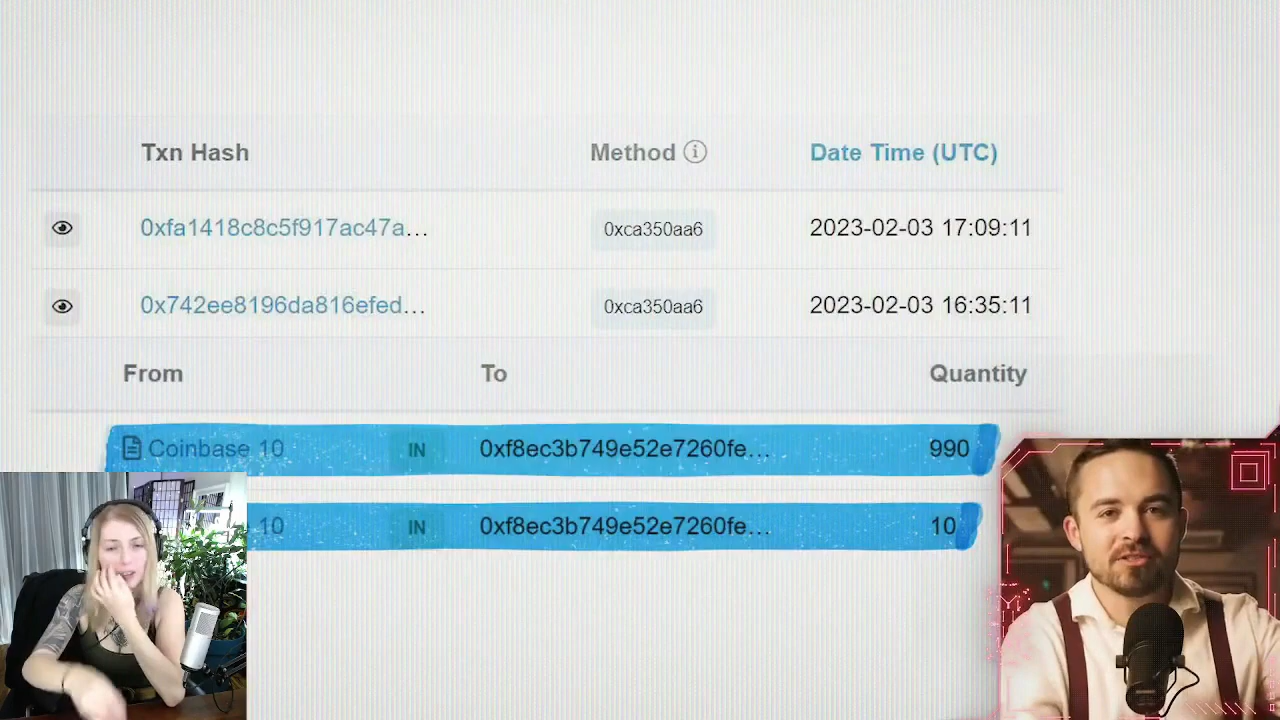 Txn Hash Method Date Time (UTC)
0xfa1418c8c5f917ac47a... 0xca350aa6 2023-02-03 17:09:11
0x742ee8196da816efed... 0xca350aa6 2023-02-03 16:35:11
From To Quantity
Coinbase 10 IN 0xf8ec3b749e52e7260fe... 990
10 IN 0xf8ec3b749e52e7260fe... 10